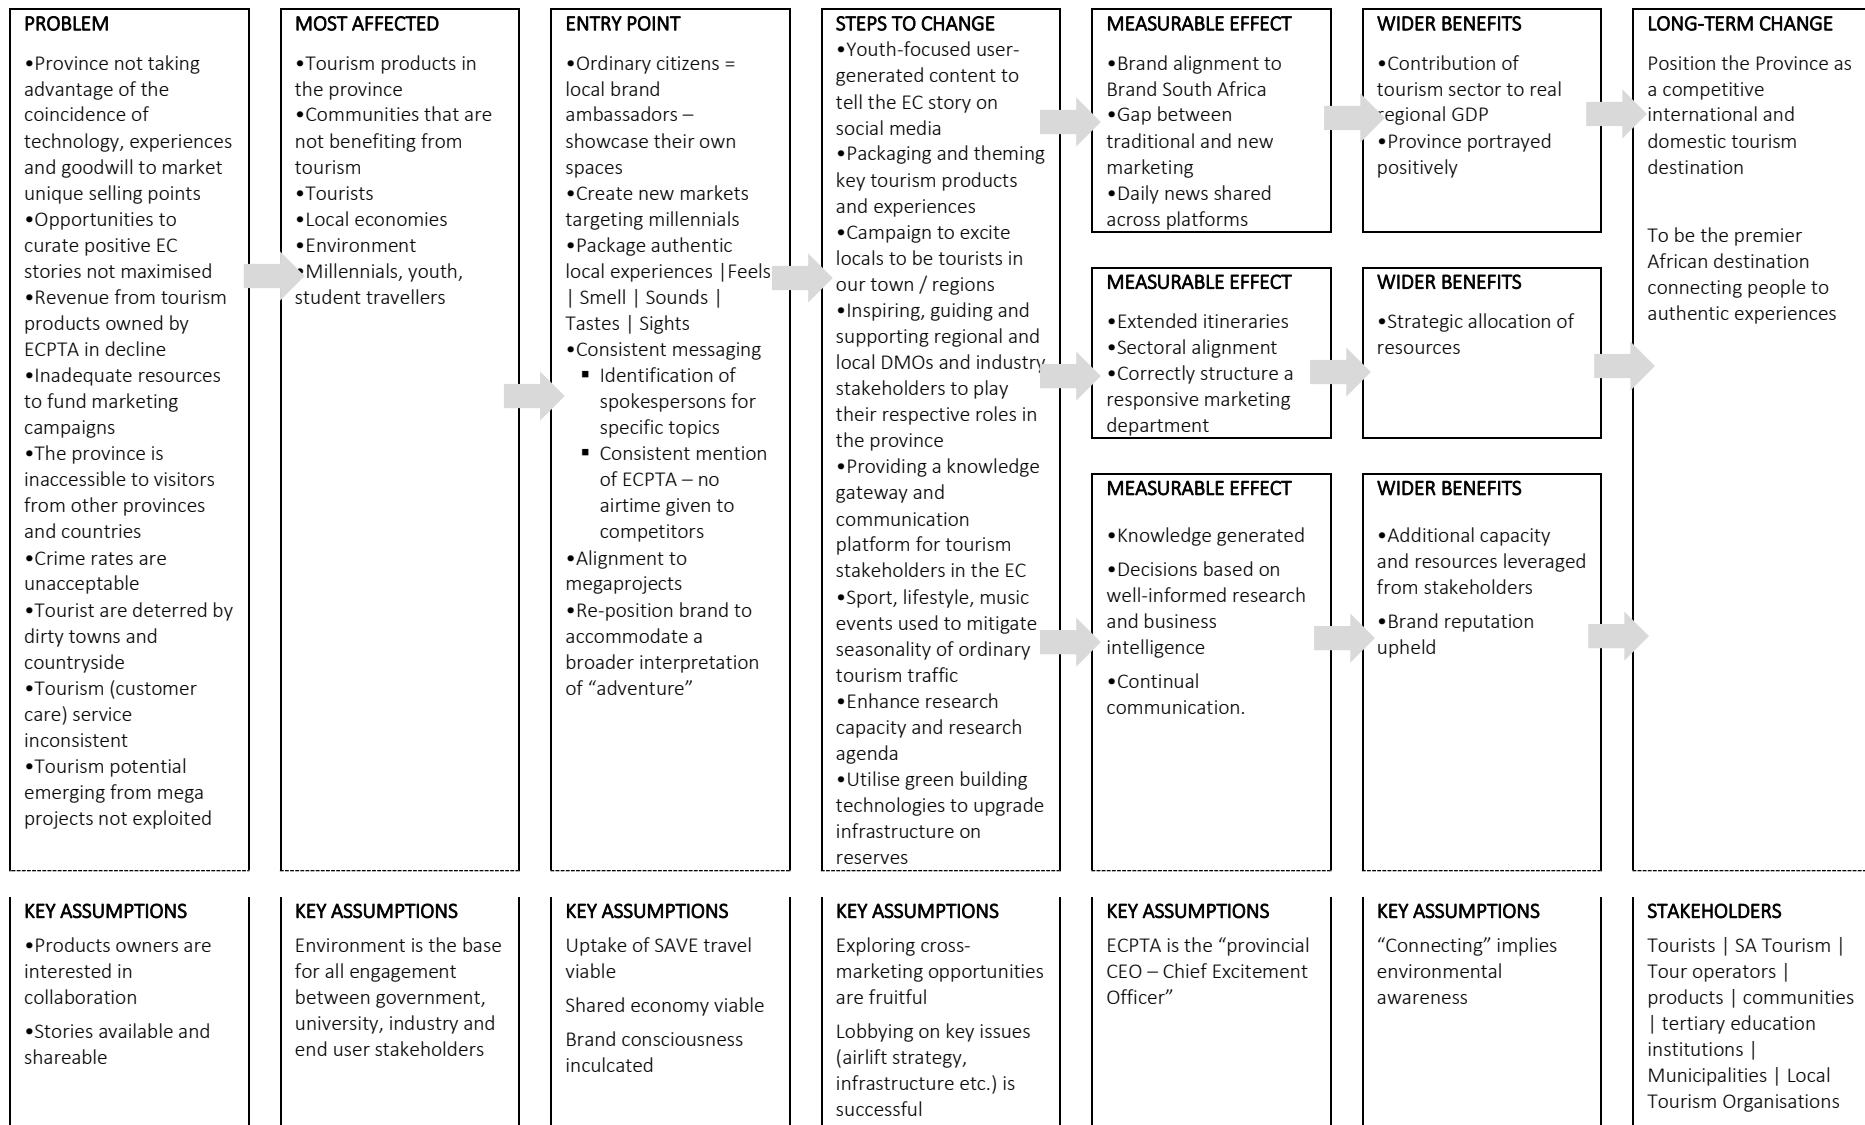 PROBLEM
•Province not taking
advantage of the
coincidence of
technology, experiences
and goodwill to market
unique selling points
•Opportunities to
curate positive EC
stories not maximised
•Revenue from tourism
products owned by
ECPTA in decline
•Inadequate resources
to fund marketing
campaigns
•The province is
inaccessible to visitors
from other provinces
and countries
•Crime rates are
unacceptable
•Tourist are deterred by
dirty towns and
countryside
•Tourism (customer
care) service
inconsistent
•Tourism potential
emerging from mega
projects not exploited
MOST AFFECTED
•Tourism products in
the province
•Communities that are
not benefiting from
tourism
•Tourists
•Local economies
•Environment
•Millennials, youth,
student travellers
ENTRY POINT
•Ordinary citizens =
local brand
ambassadors –
showcase their own
spaces
•Create new markets
targeting millennials
•Package authentic
local experiences |Feels
| Smell | Sounds |
Tastes | Sights
•Consistent messaging
▪ Identification of
spokespersons for
specific topics
▪ Consistent mention
of ECPTA – no
airtime given to
competitors
•Alignment to
megaprojects
•Re-position brand to
accommodate a
broader interpretation
of “adventure”
STEPS TO CHANGE
•Youth-focused user-
generated content to
tell the EC story on
social media
•Packaging and theming
key tourism products
and experiences
•Campaign to excite
locals to be tourists in
our town / regions
•Inspiring, guiding and
supporting regional and
local DMOs and industry
stakeholders to play
their respective roles in
the province
•Providing a knowledge
gateway and
communication
platform for tourism
stakeholders in the EC
•Sport, lifestyle, music
events used to mitigate
seasonality of ordinary
tourism traffic
•Enhance research
capacity and research
agenda
•Utilise green building
technologies to upgrade
infrastructure on
reserves
MEASURABLE EFFECT
•Brand alignment to
Brand South Africa
•Gap between
traditional and new
marketing
•Daily news shared
across platforms
WIDER BENEFITS
•Contribution of
tourism sector to real
regional GDP
•Province portrayed
positively
MEASURABLE EFFECT
•Extended itineraries
•Sectoral alignment
•Correctly structure a
responsive marketing
department
WIDER BENEFITS
•Strategic allocation of
resources
MEASURABLE EFFECT
•Knowledge generated
•Decisions based on
well-informed research
and business
intelligence
•Continual
communication.
WIDER BENEFITS
•Additional capacity
and resources leveraged
from stakeholders
•Brand reputation
upheld
LONG-TERM CHANGE
Position the Province as
a competitive
international and
domestic tourism
destination
To be the premier
African destination
connecting people to
authentic experiences
KEY ASSUMPTIONS
•Products owners are
interested in
collaboration
•Stories available and
shareable
KEY ASSUMPTIONS
Environment is the base
for all engagement
between government,
university, industry and
end user stakeholders
KEY ASSUMPTIONS
Uptake of SAVE travel
viable
Shared economy viable
Brand consciousness
inculcated
KEY ASSUMPTIONS
Exploring cross-
marketing opportunities
are fruitful
Lobbying on key issues
(airlift strategy,
infrastructure etc.) is
successful
KEY ASSUMPTIONS
ECPTA is the “provincial
CEO – Chief Excitement
Officer”
KEY ASSUMPTIONS
“Connecting” implies
environmental
awareness
STAKEHOLDERS
Tourists | SA Tourism |
Tour operators |
products | communities
| tertiary education
institutions |
Municipalities | Local
Tourism Organisations